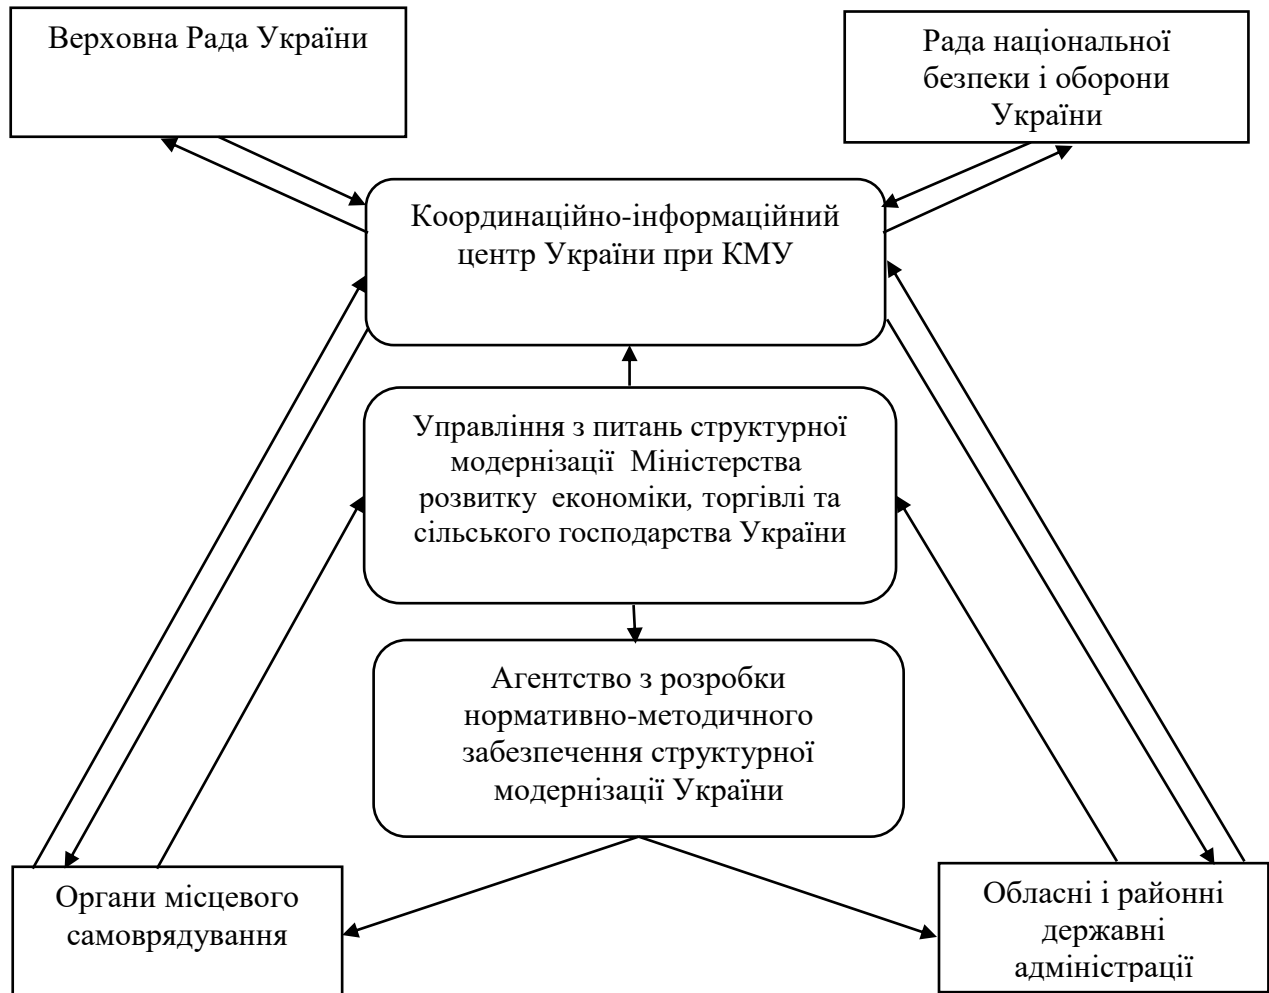 Верховна Рада України
Рада національної
безпеки і оборони
України
Координаційно-інформаційний
центр України при КМУ
Управління з питань структурної
модернізації Міністерства
розвитку економіки, торгівлі та
сільського господарства України
Агентство з розробки
нормативно-методичного
забезпечення структурної
модернізації України
Органи місцевого
самоврядування
Обласні і районні
державні
адміністрації